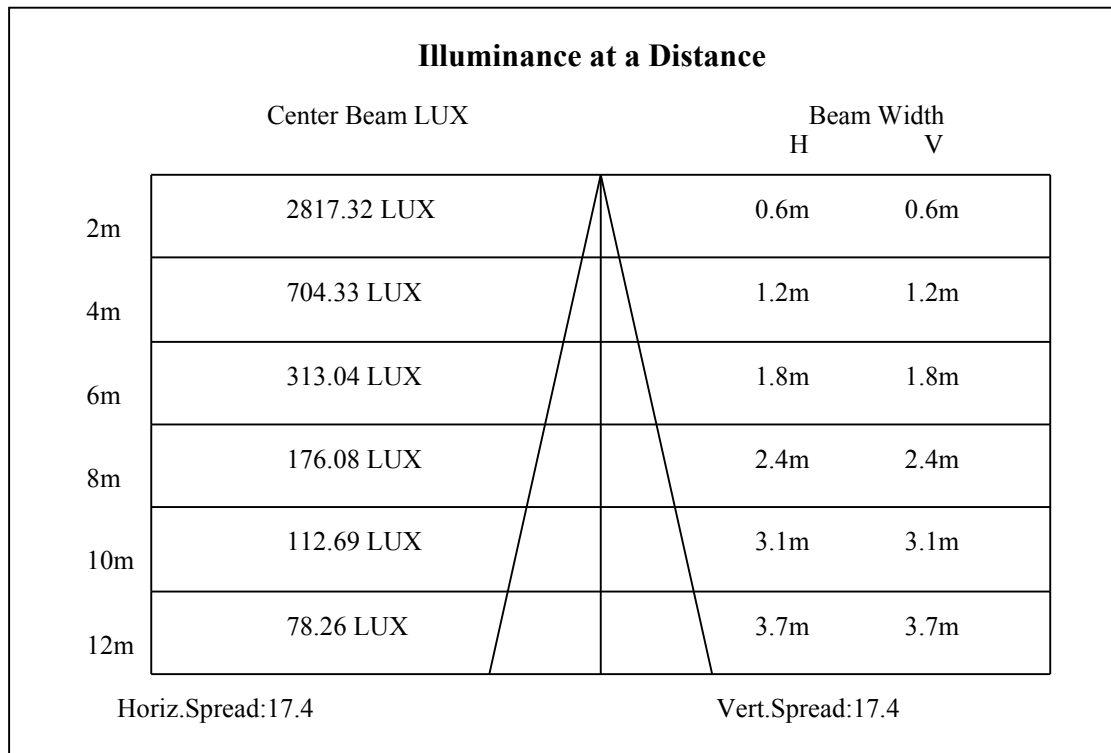 Illuminance at a Distance
Center Beam LUX Beam Width
H V
2m 2817.32 LUX 0.6m 0.6m
4m 704.33 LUX 1.2m 1.2m
6m 313.04 LUX 1.8m 1.8m
8m 176.08 LUX 2.4m 2.4m
10m 112.69 LUX 3.1m 3.1m
12m 78.26 LUX 3.7m 3.7m
Horiz.Spread:17.4 Vert.Spread:17.4